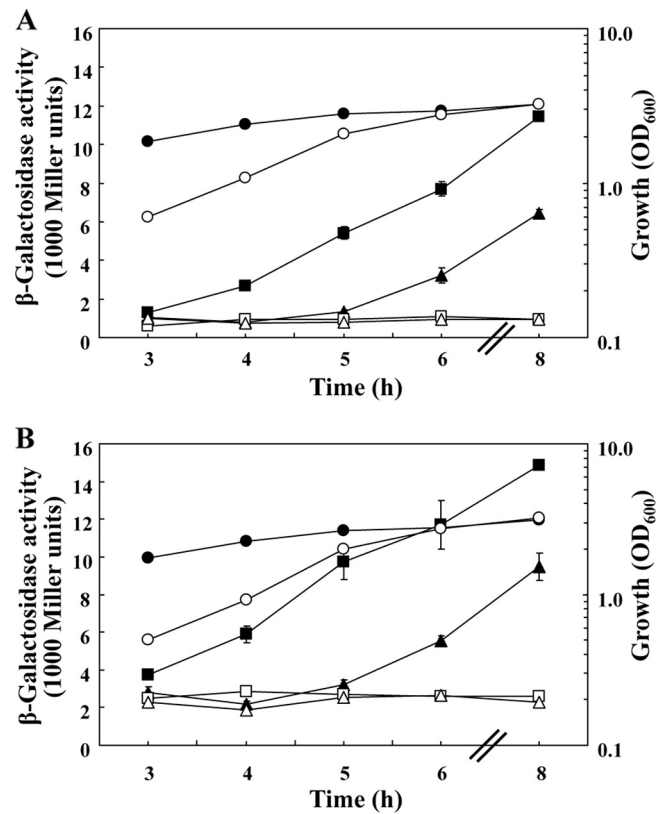 A
β-Galactosidase activity
(1000 Miller units)
16
14
12
10
8
6
4
2
0
10.0
1.0
0.1
Growth (OD600)
3 4 5 6 8
Time (h)
B
β-Galactosidase activity
(1000 Miller units)
16
14
12
10
8
6
4
2
0
10.0
1.0
0.1
Growth (OD600)
3 4 5 6 8
Time (h)